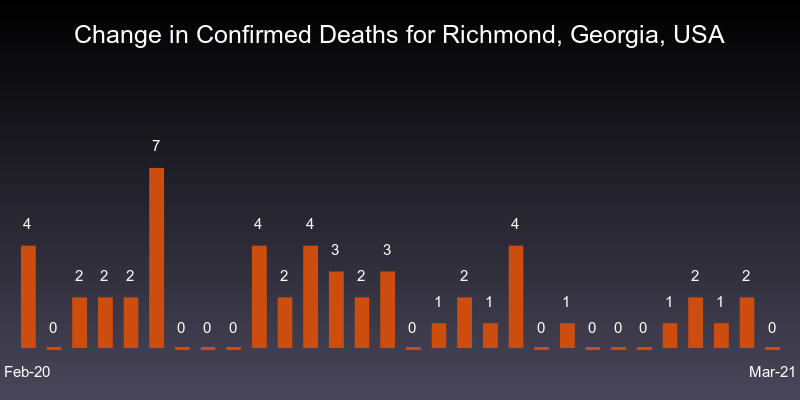 Change in Confirmed Deaths for Richmond, Georgia, USA
4 0 2 2 2 7 0 0 0 4 2 4 3 2 3 0 1 2 1 4 0 1 0 0 0 1 2 1 2 0
Feb-20 Mar-21